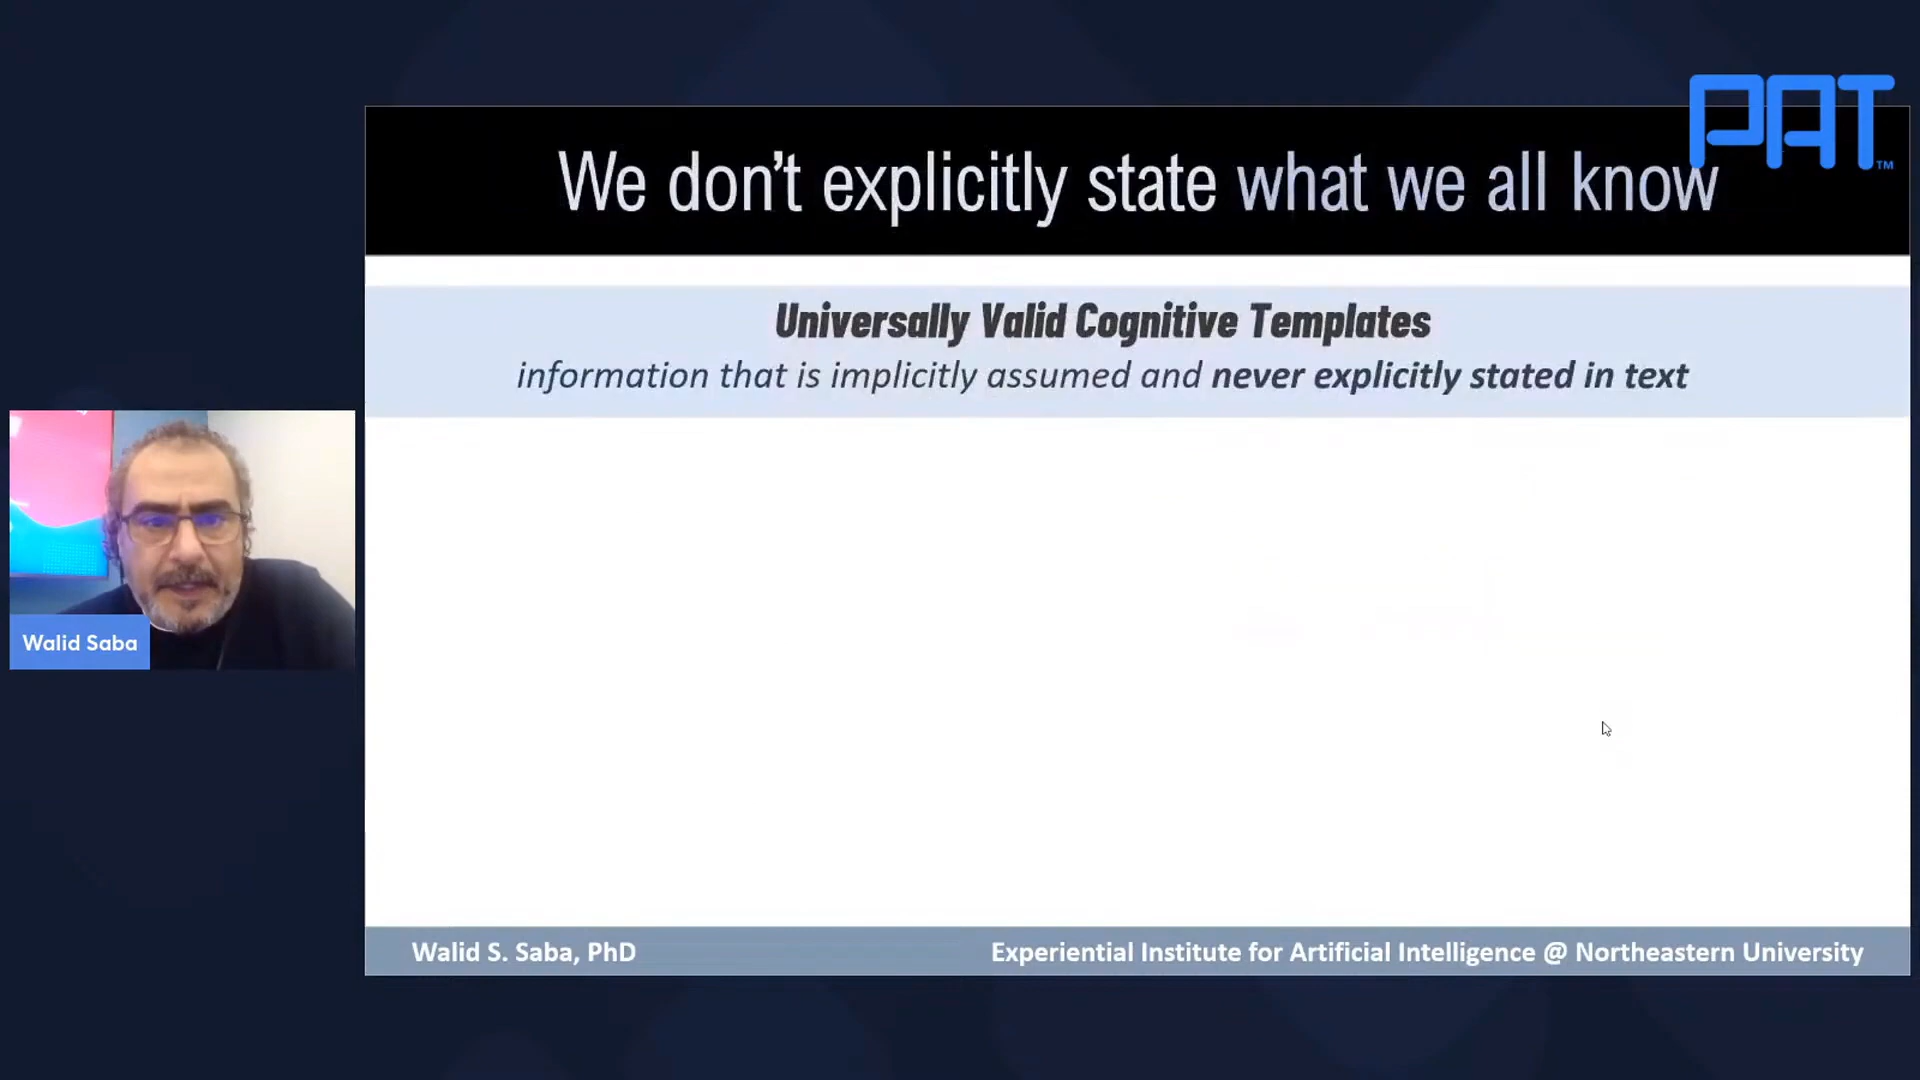 PAT™
We don't explicitly state what we all know
Universally Valid Cognitive Templates
information that is implicitly assumed and never explicitly stated in text
Walid Saba
Walid S. Saba, PhD
Experiential Institute for Artificial Intelligence @ Northeastern University